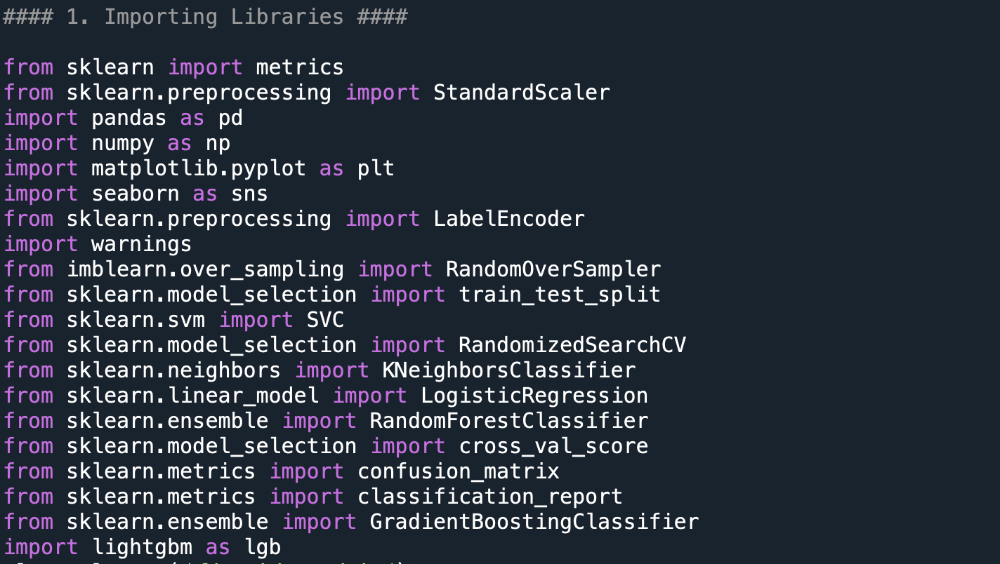 #### 1. Importing Libraries ####
from sklearn import metrics
from sklearn.preprocessing import StandardScaler
import pandas as pd
import numpy as np
import matplotlib.pyplot as plt
import seaborn as sns
from sklearn.preprocessing import LabelEncoder
import warnings
from imblearn.over_sampling import RandomOverSampler
from sklearn.model_selection import train_test_split
from sklearn.svm import SVC
from sklearn.model_selection import RandomizedSearchCV
from sklearn.neighbors import KNeighborsClassifier
from sklearn.linear_model import LogisticRegression
from sklearn.ensemble import RandomForestClassifier
from sklearn.model_selection import cross_val_score
from sklearn.metrics import confusion_matrix
from sklearn.metrics import classification_report
from sklearn.ensemble import GradientBoostingClassifier
import lightgbm as lgb